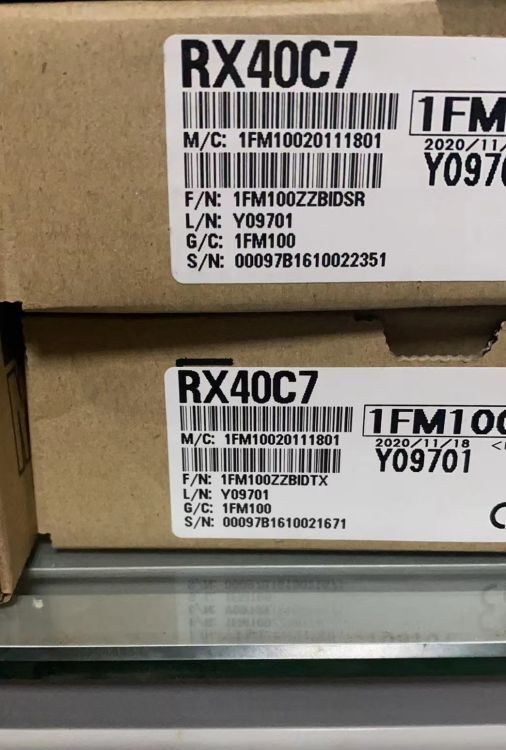 RX40C7
1FM
M/C: 1FM10020111801
2020/11/
Y0970
F/N: 1FM100ZZBIDSR
L/N: Y09701
G/C: 1FM100
S/N: 00097B1610022351
RX40C7
1FM100
M/C: 1FM10020111801
2020/11/18
Y09701
F/N: 1FM100ZZBIDTX
L/N: Y09701
G/C: 1FM100
S/N: 00097B1610021671